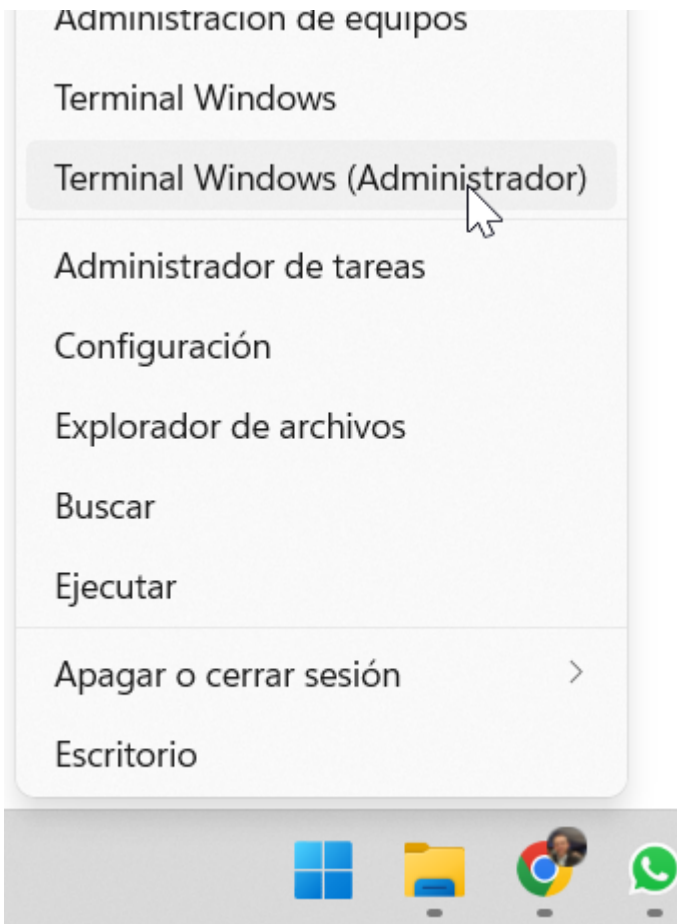 Administración de equipos
Terminal Windows
Terminal Windows (Administrador)
Administrador de tareas
Configuración
Explorador de archivos
Buscar
Ejecutar
Apagar o cerrar sesión
Escritorio